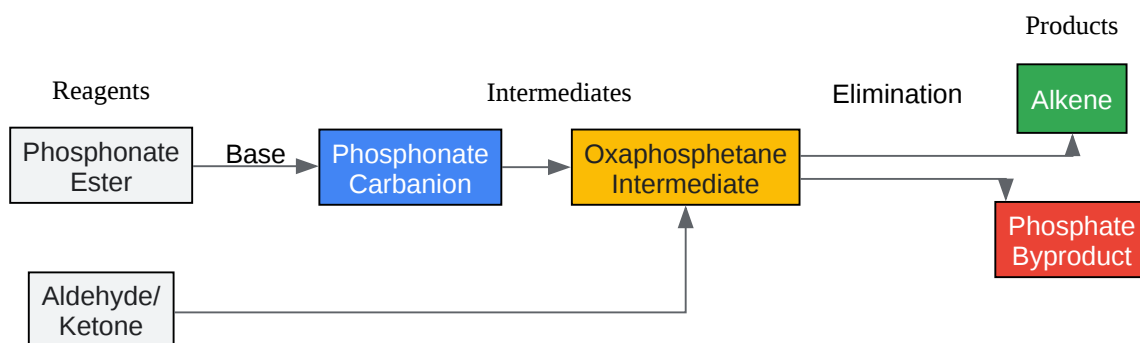 Products
Reagents
Intermediates
Elimination
Alkene
Phosphonate
Ester
Base
Phosphonate
Carbanion
Oxaphosphetane
Intermediate
Phosphate
Byproduct
Aldehyde/
Ketone